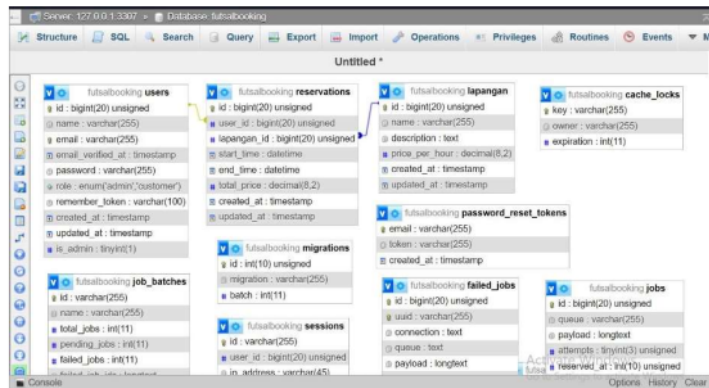 Server: 127.0.0.1:3307 » Database: futsalbooking
Structure SQL Search Query Export Import Operations Privileges Routines Events M
Untitled *
futsalbooking users
id : bigint(20) unsigned
name : varchar(255)
email : varchar(255)
email_verified_at : timestamp
password : varchar(255)
role : enum('admin','customer')
remember_token : varchar(100)
created_at : timestamp
updated_at : timestamp
is_admin : tinyint(1)
futsalbooking reservations
id : bigint(20) unsigned
user_id : bigint(20) unsigned
lapangan_id : bigint(20) unsigned
start_time : datetime
end_time : datetime
total_price : decimal(8,2)
created_at : timestamp
updated_at : timestamp
futsalbooking lapangan
id : bigint(20) unsigned
name : varchar(255)
description : text
price_per_hour : decimal(8,2)
created_at : timestamp
updated_at : timestamp
futsalbooking cache_locks
key : varchar(255)
owner : varchar(255)
expiration : int(11)
futsalbooking password_reset_tokens
email : varchar(255)
token : varchar(255)
created_at : timestamp
futsalbooking migrations
id : int(10) unsigned
migration : varchar(255)
batch : int(11)
futsalbooking job_batches
id : varchar(255)
name : varchar(255)
total_jobs : int(11)
pending_jobs : int(11)
failed_jobs : int(11)
futsalbooking sessions
id : varchar(255)
user_id : bigint(20) unsigned
ip_address : varchar(45)
futsalbooking failed_jobs
id : bigint(20) unsigned
uuid : varchar(255)
connection : text
queue : text
payload : longtext
futsalbooking jobs
id : bigint(20) unsigned
queue : varchar(255)
payload : longtext
attempts : tinyint(3) unsigned
reserved_at : int(10) unsigned
Activate Windows
Console Options History Clear